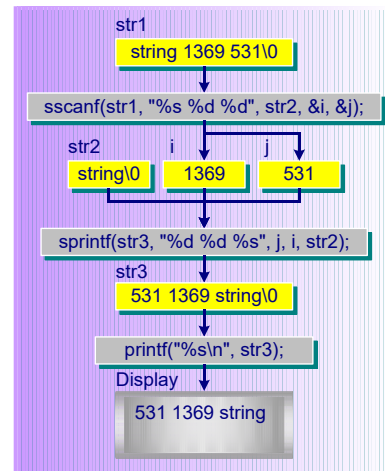 str1
string 1369 531\0
sscanf(str1, "%s %d %d", str2, &i, &j);
str2 i j
string\0 1369 531
sprintf(str3, "%d %d %s", j, i, str2);
str3
531 1369 string\0
printf("%s\n", str3);
Display
531 1369 string